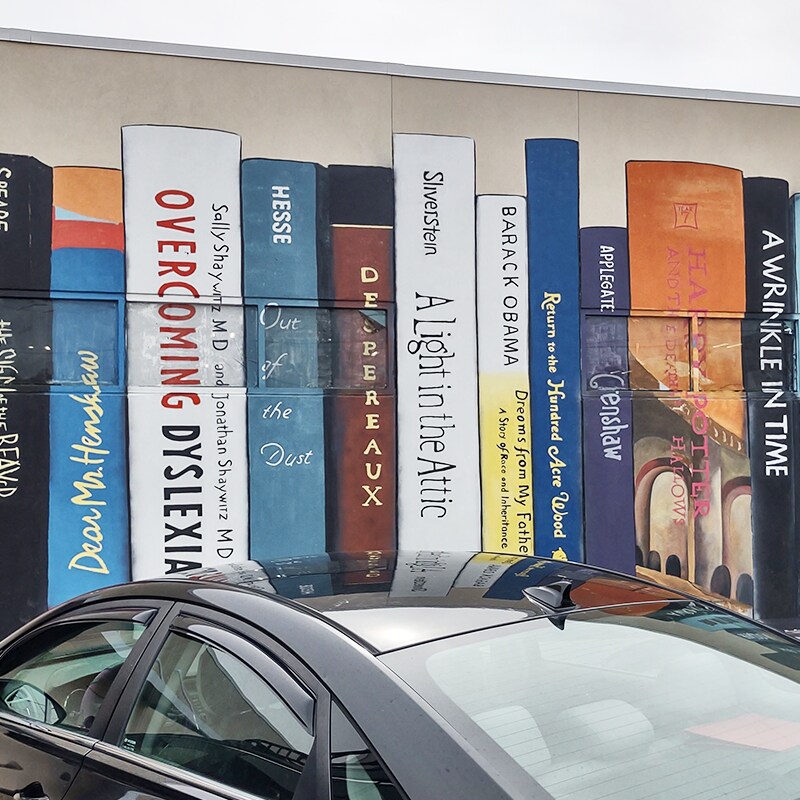 SPEARE
THE SIGN OF THE
Dear Mr. Henshaw
Sally Shaywitz M D and Jonathan Shaywitz M D
OVERCOMING DYSLEXIA
HESSE
Out
of
the
Dust
DESPEREAUX
Silverstein
A Light in the Attic
BARACK OBAMA
Dreams from My Fathe
A Story of Race and Inheritance
Return to the Hundred Acre Wood
APPLEGATE
Crenshaw
HARRY POTTER
AND THE DEATHLY HALLOWS
A WRINKLE IN TIME